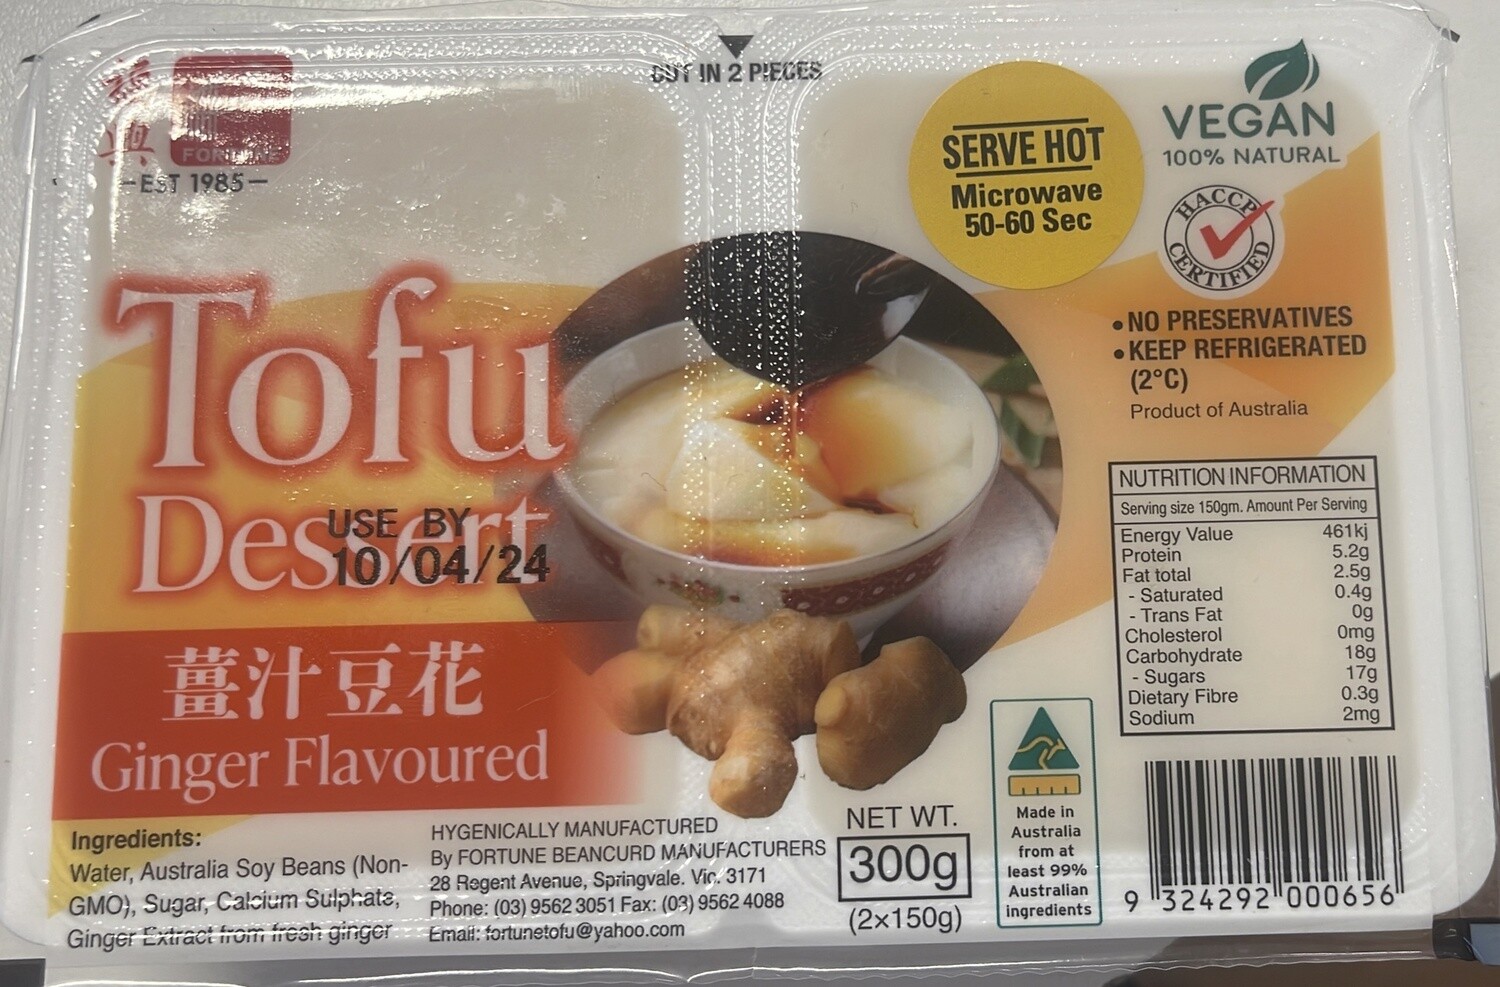 福
興
FORTUNE
EST 1985
CUT IN 2 PIECES
SERVE HOT
Microwave
50-60 Sec
VEGAN
100% NATURAL
HACCP
CERTIFIED
• NO PRESERVATIVES
• KEEP REFRIGERATED
(2°C)
Product of Australia
Tofu
Dessert
USE BY
10/04/24
薑汁豆花
Ginger Flavoured
NUTRITION INFORMATION
Serving size 150gm. Amount Per Serving
Energy Value 461kj
Protein 5.2g
Fat total 2.5g
- Saturated 0.4g
- Trans Fat 0g
Cholesterol 0mg
Carbohydrate 18g
- Sugars 17g
Dietary Fibre 0.3g
Sodium 2mg
Ingredients:
Water, Australia Soy Beans (Non-
GMO), Sugar, Calcium Sulphate,
Ginger Extract from fresh ginger
HYGENICALLY MANUFACTURED
By FORTUNE BEANCURD MANUFACTURERS
28 Regent Avenue, Springvale. Vic. 3171
Phone: (03) 9562 3051 Fax: (03) 9562 4088
Email: fortunetofu@yahoo.com
NET WT.
300g
(2x150g)
Made in
Australia
from at
least 99%
Australian
ingredients
9 324292 000656